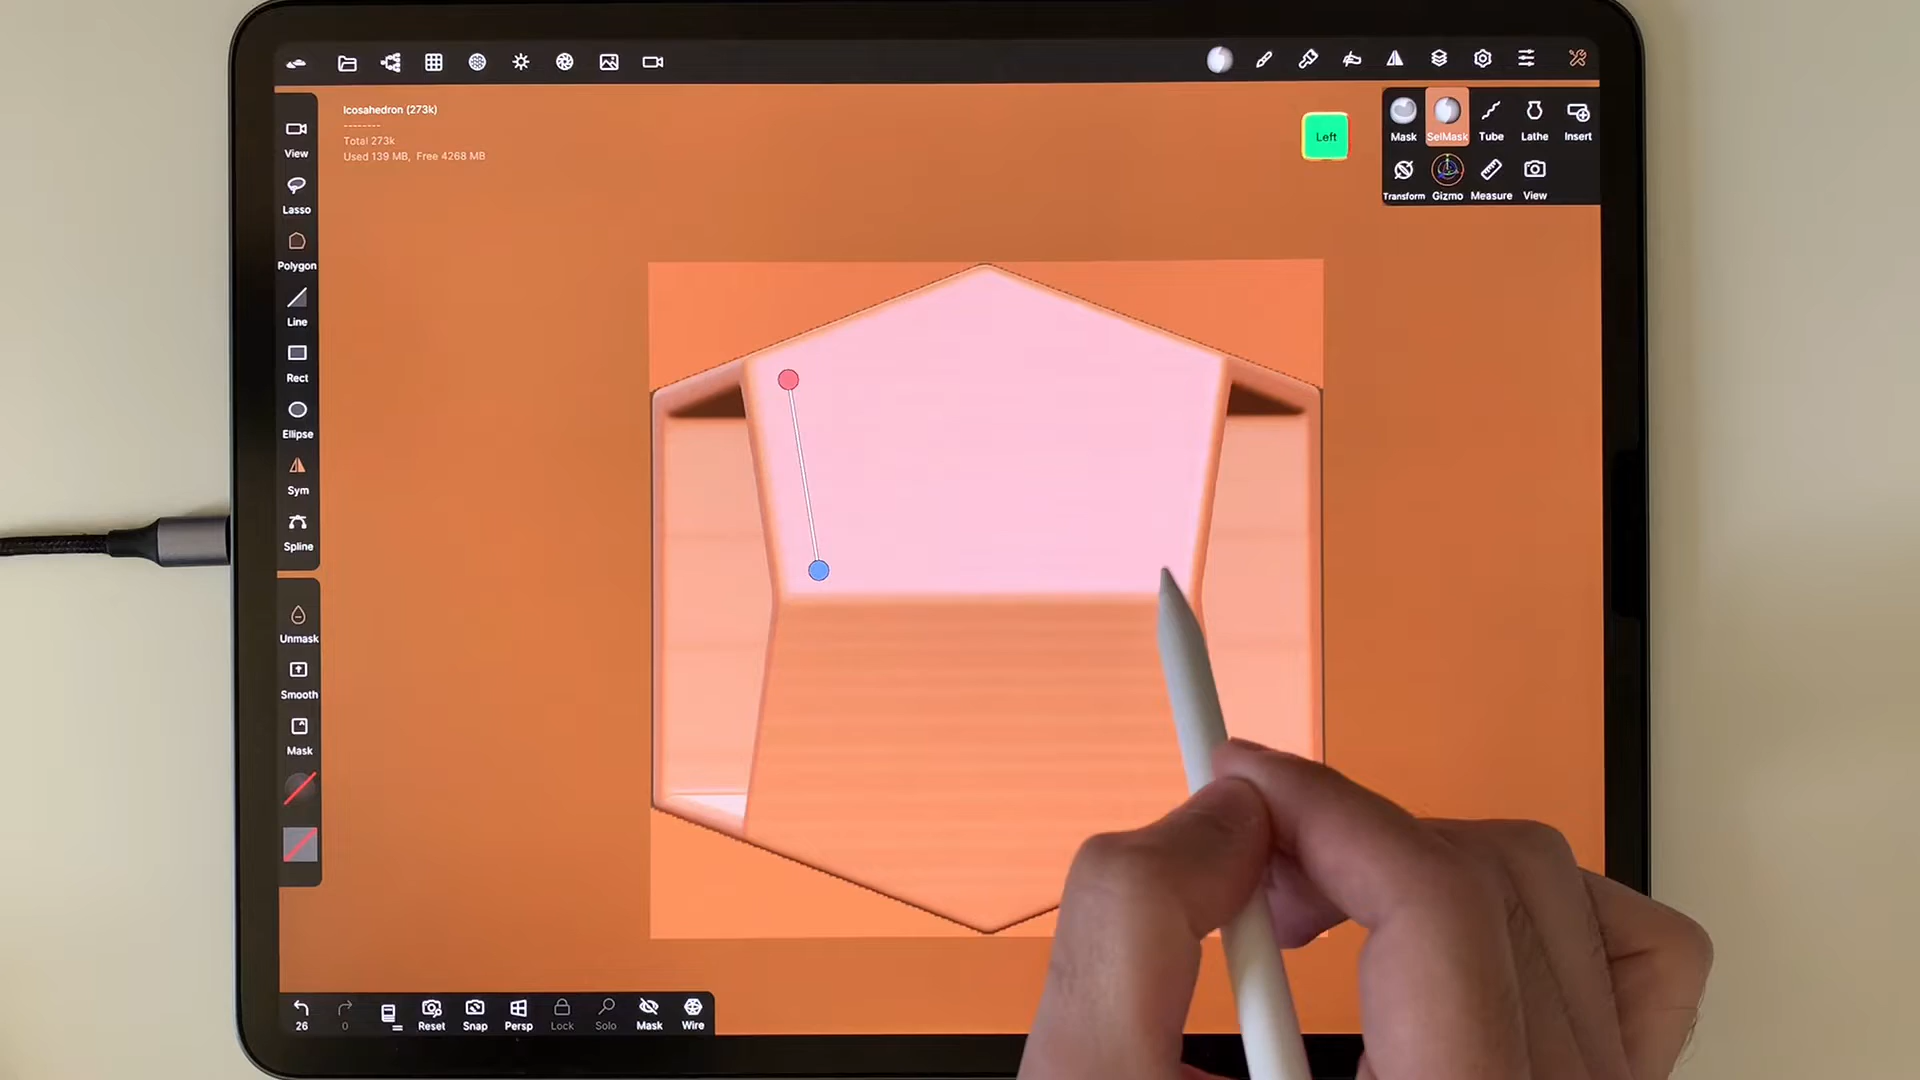 Icosahedron (273k)
--------
Total 273k
Used 139 MB, Free 4268 MB
Left
Mask
SelMask
Tube
Lathe
Insert
Transform
Gizmo
Measure
View
View
Lasso
Polygon
Line
Rect
Ellipse
Sym
Spline
Unmask
Smooth
Mask
26
0
Reset
Snap
Persp
Lock
Solo
Mask
Wire